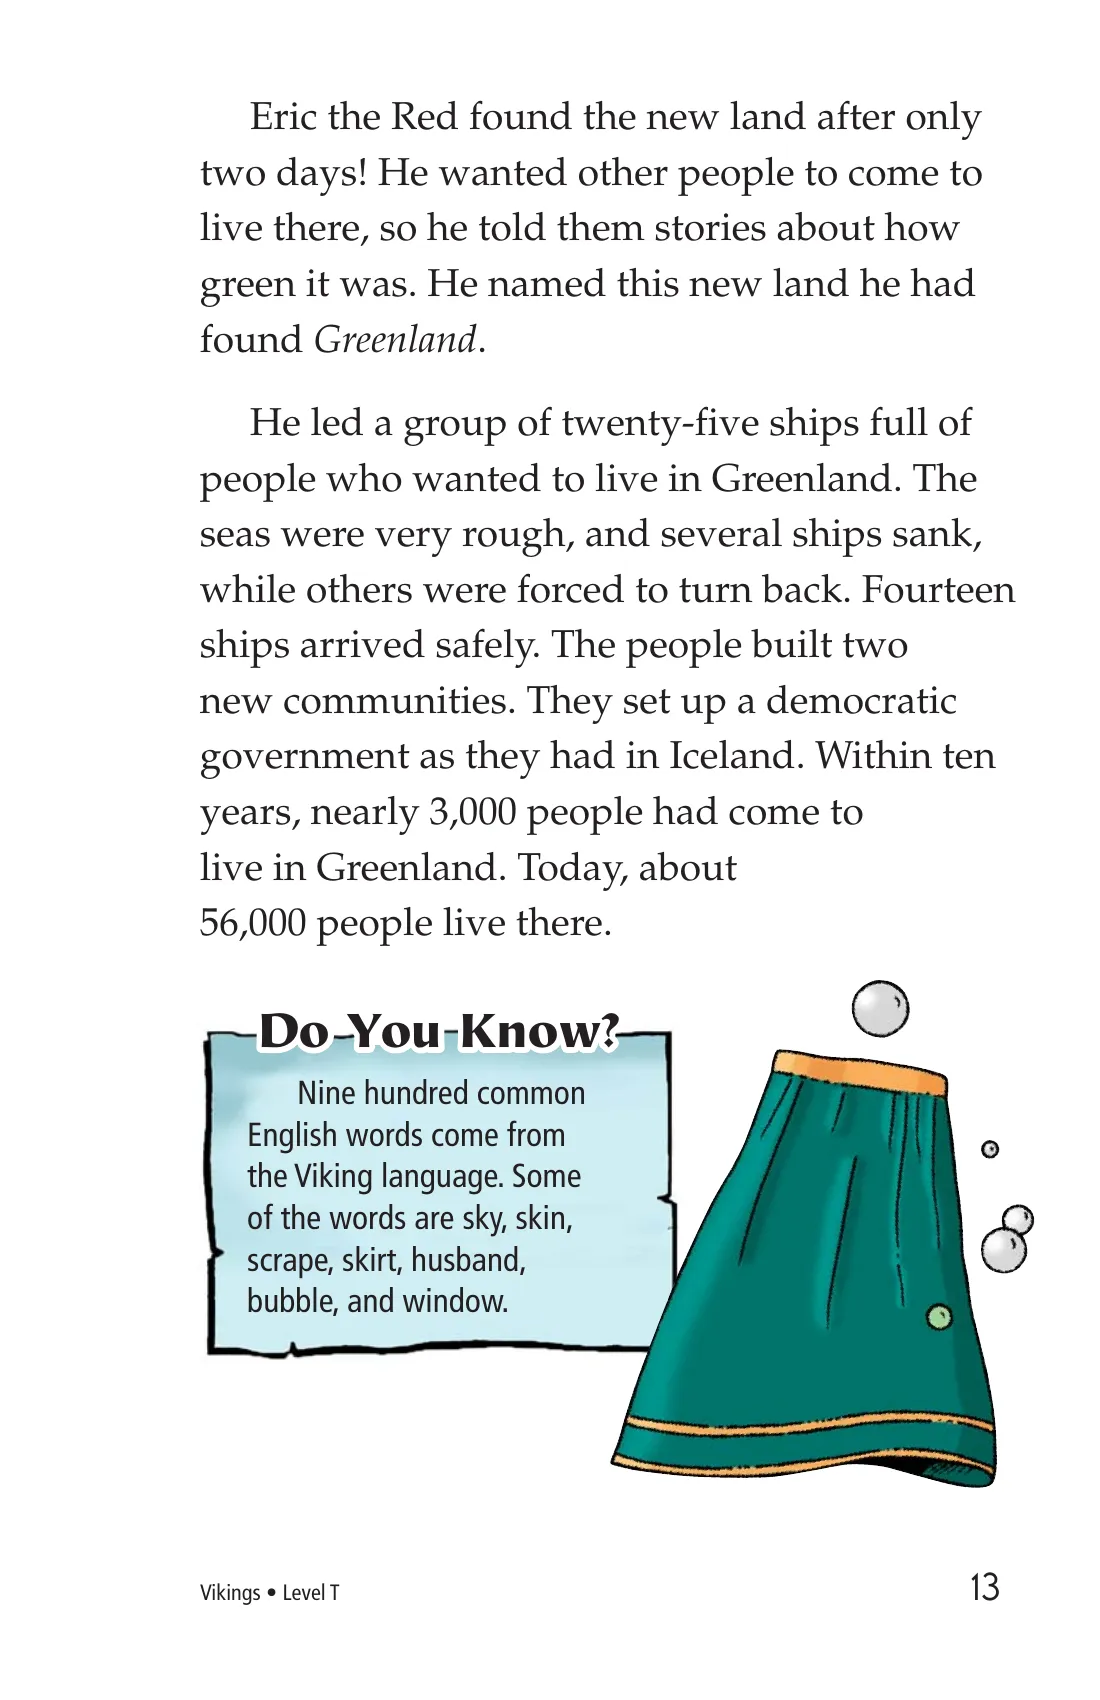 Eric the Red found the new land after only
two days! He wanted other people to come to
live there, so he told them stories about how
green it was. He named this new land he had
found Greenland.
He led a group of twenty-five ships full of
people who wanted to live in Greenland. The
seas were very rough, and several ships sank,
while others were forced to turn back. Fourteen
ships arrived safely. The people built two
new communities. They set up a democratic
government as they had in Iceland. Within ten
years, nearly 3,000 people had come to
live in Greenland. Today, about
56,000 people live there.
Do You Know?
Nine hundred common
English words come from
the Viking language. Some
of the words are sky, skin,
scrape, skirt, husband,
bubble, and window.
Vikings • Level T
13